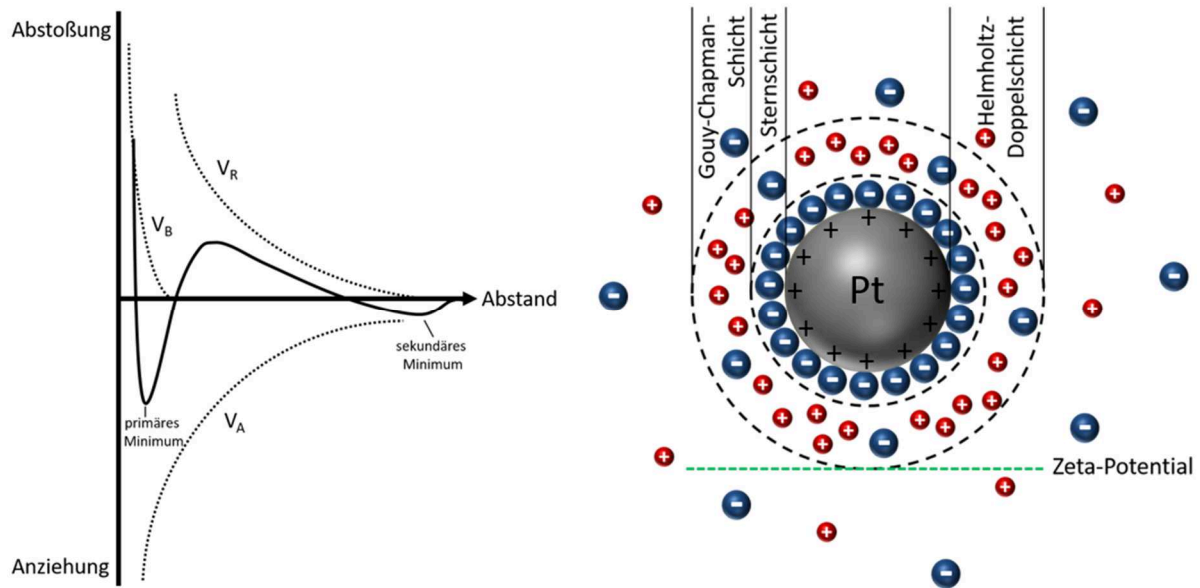 Abstoßung
V_R
V_B
Abstand
sekundäres
Minimum
primäres
Minimum
V_A
Anziehung
Gouy-Chapman-
Schicht
Sternschicht
Helmholtz-
Doppelschicht
Pt
Zeta-Potential